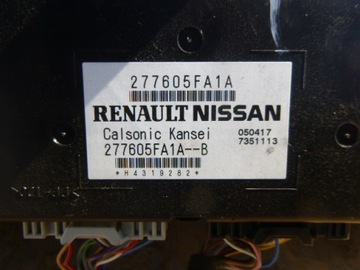 277605FA1A
RENAULT NISSAN
Calsonic Kansei 050417
277605FA1A--B 7351113
*H4319282*